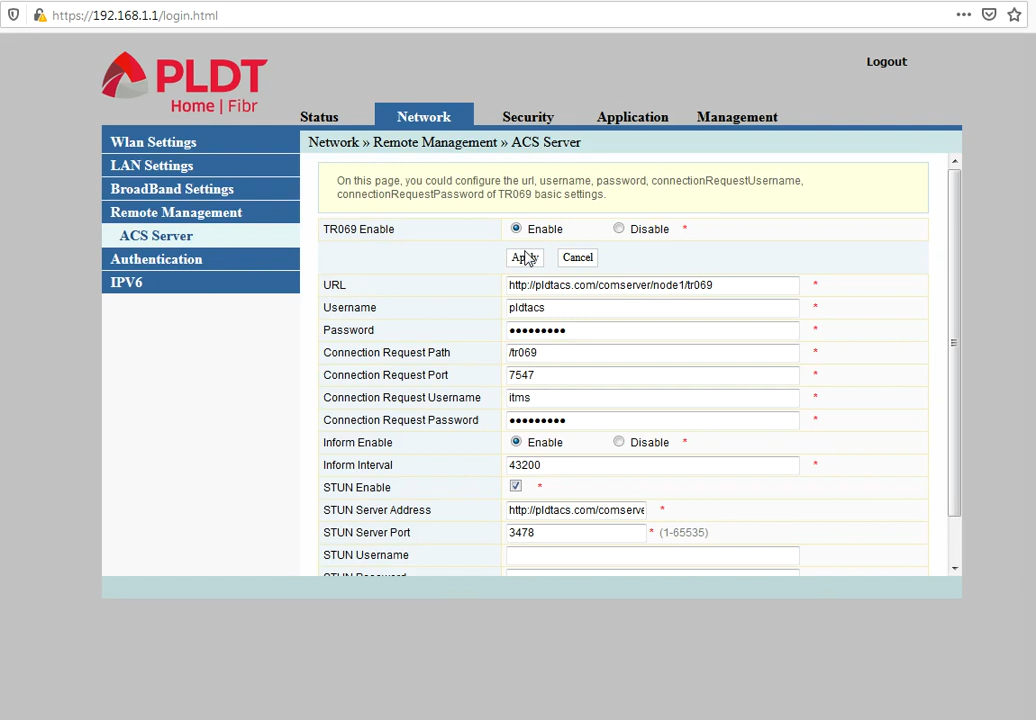 https://192.168.1.1/login.html
PLDT
Home | Fibr
Logout
Status Network Security Application Management
Wlan Settings
LAN Settings
BroadBand Settings
Remote Management
ACS Server
Authentication
IPV6
Network » Remote Management » ACS Server
On this page, you could configure the url, username, password, connectionRequestUsername,
connectionRequestPassword of TR069 basic settings.
TR069 Enable Enable Disable *
Apply Cancel
URL http://pldtacs.com/comserver/node1/tr069 *
Username pldtacs *
Password ●●●●●●●●● *
Connection Request Path /tr069 *
Connection Request Port 7547 *
Connection Request Username itms *
Connection Request Password ●●●●●●●●● *
Inform Enable Enable Disable *
Inform Interval 43200 *
STUN Enable *
STUN Server Address http://pldtacs.com/comserve *
STUN Server Port 3478 * (1-65535)
STUN Username
STUN Password